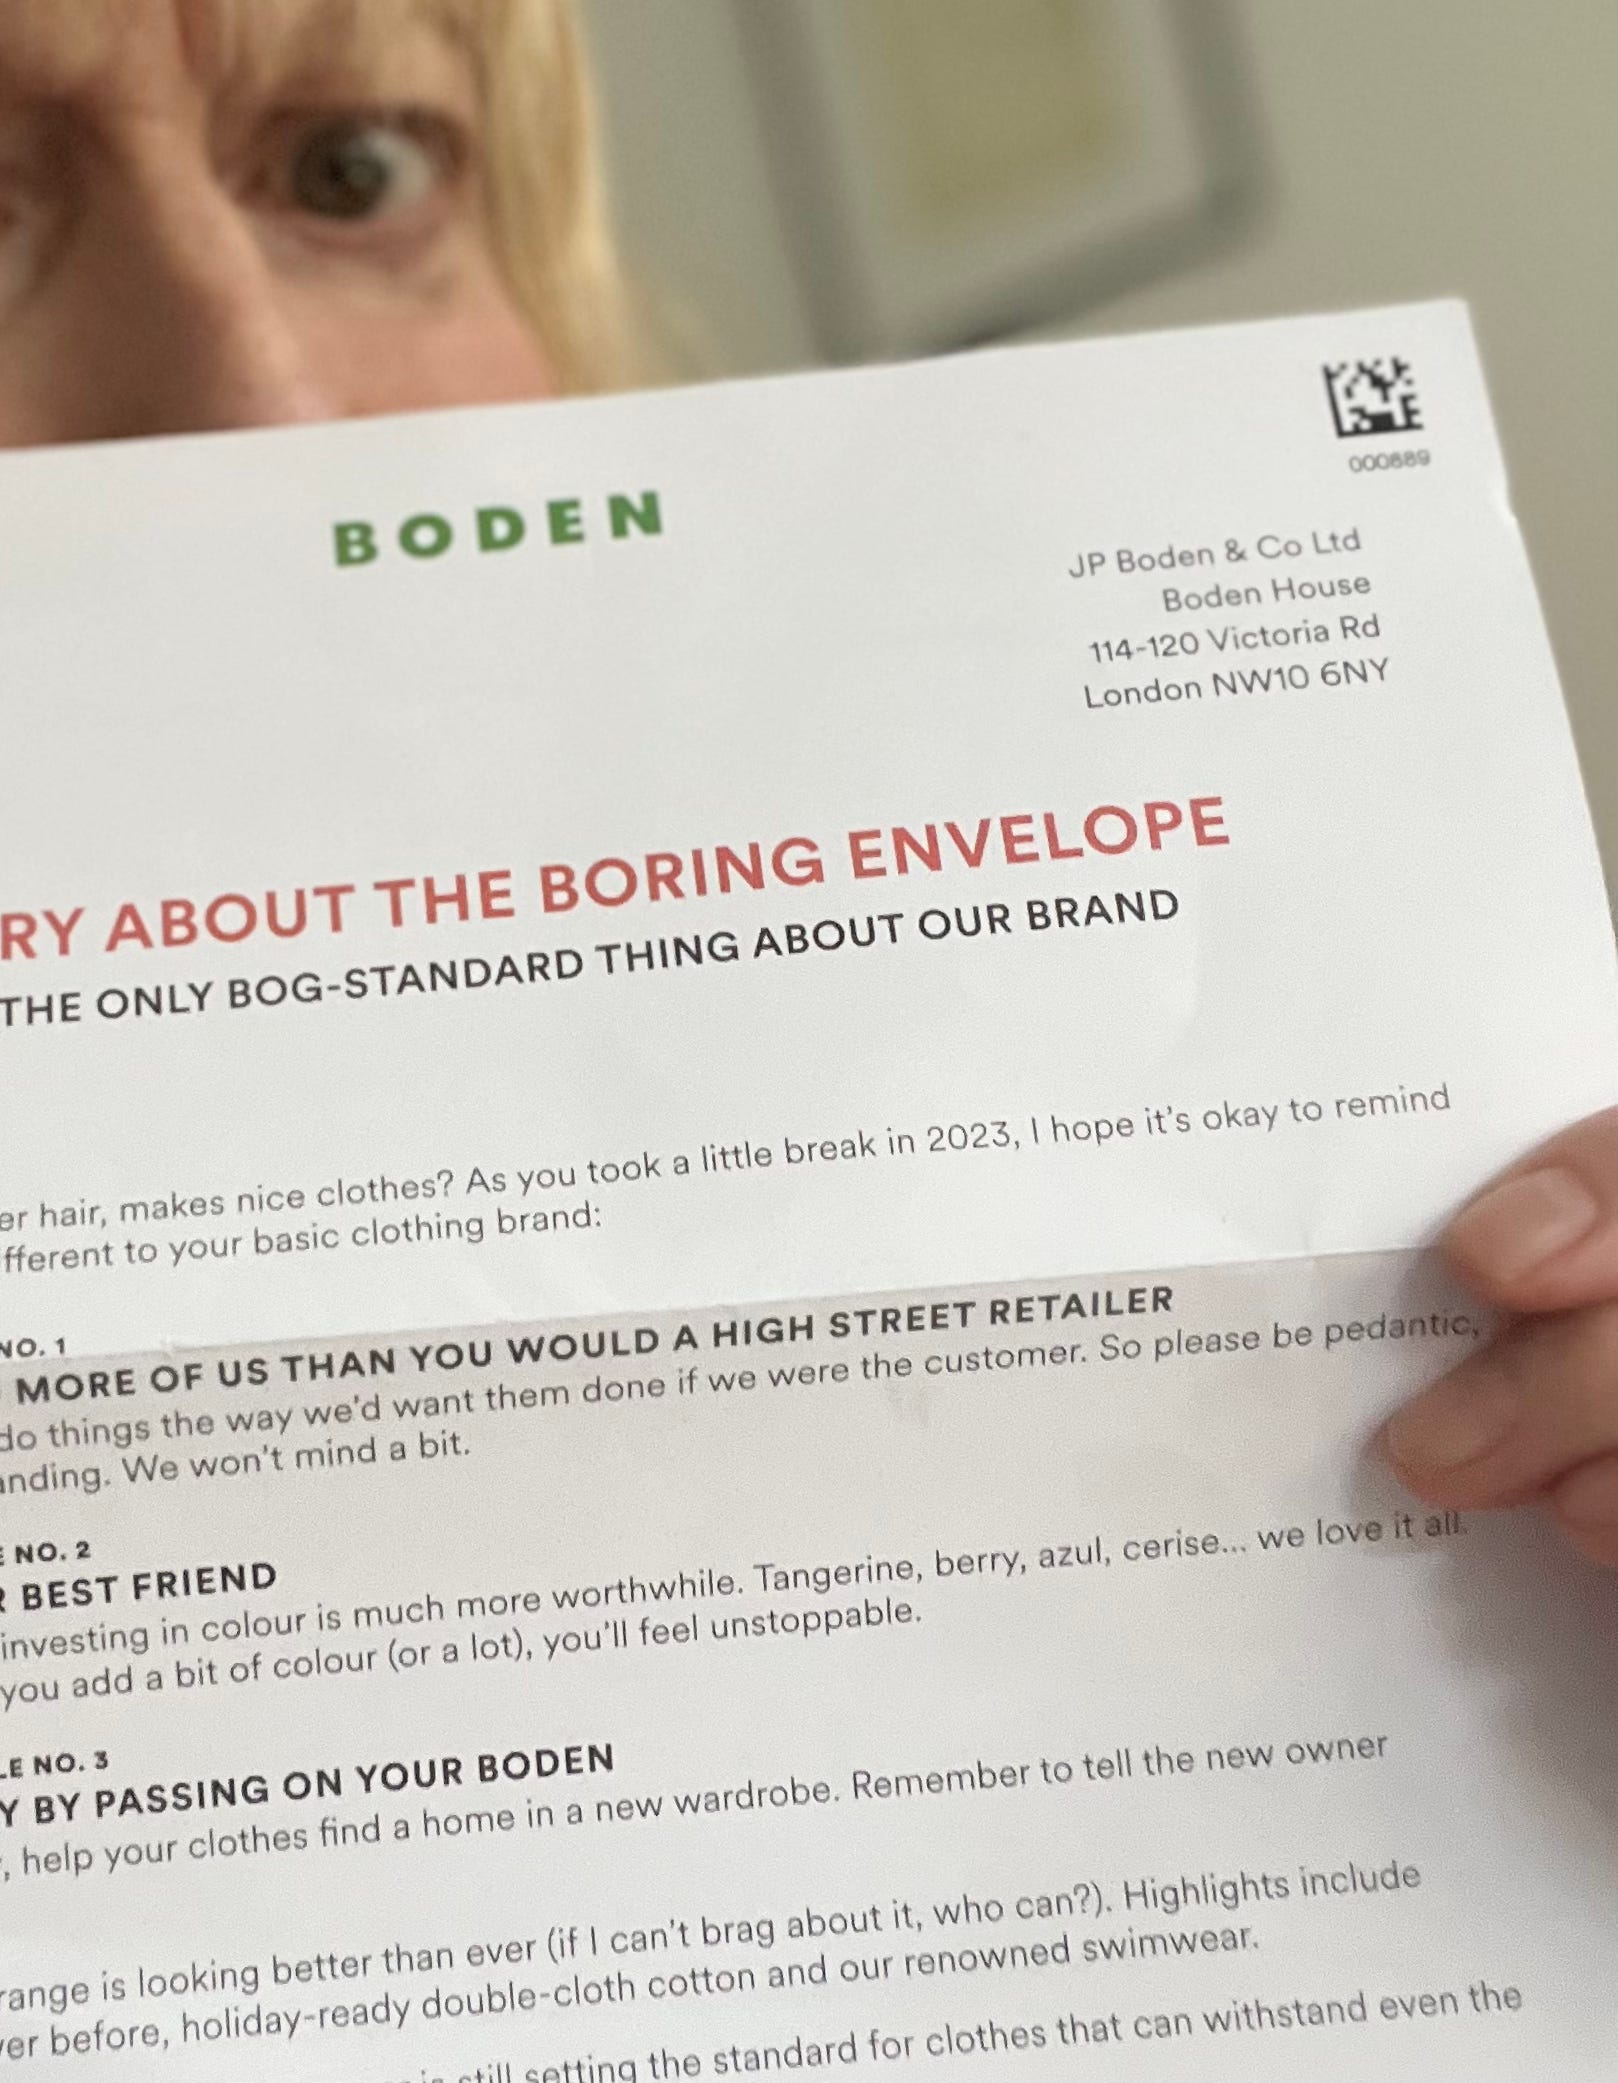 000889
BODEN
JP Boden & Co Ltd
Boden House
114-120 Victoria Rd
London NW10 6NY
RY ABOUT THE BORING ENVELOPE
THE ONLY BOG-STANDARD THING ABOUT OUR BRAND
er hair, makes nice clothes? As you took a little break in 2023, I hope it's okay to remind
fferent to your basic clothing brand:
NO. 1
MORE OF US THAN YOU WOULD A HIGH STREET RETAILER
do things the way we'd want them done if we were the customer. So please be pedantic,
anding. We won't mind a bit.
E NO. 2
R BEST FRIEND
investing in colour is much more worthwhile. Tangerine, berry, azul, cerise... we love it all.
you add a bit of colour (or a lot), you'll feel unstoppable.
LE NO. 3
Y BY PASSING ON YOUR BODEN
, help your clothes find a home in a new wardrobe. Remember to tell the new owner
range is looking better than ever (if I can't brag about it, who can?). Highlights include
ver before, holiday-ready double-cloth cotton and our renowned swimwear.
is still setting the standard for clothes that can withstand even the